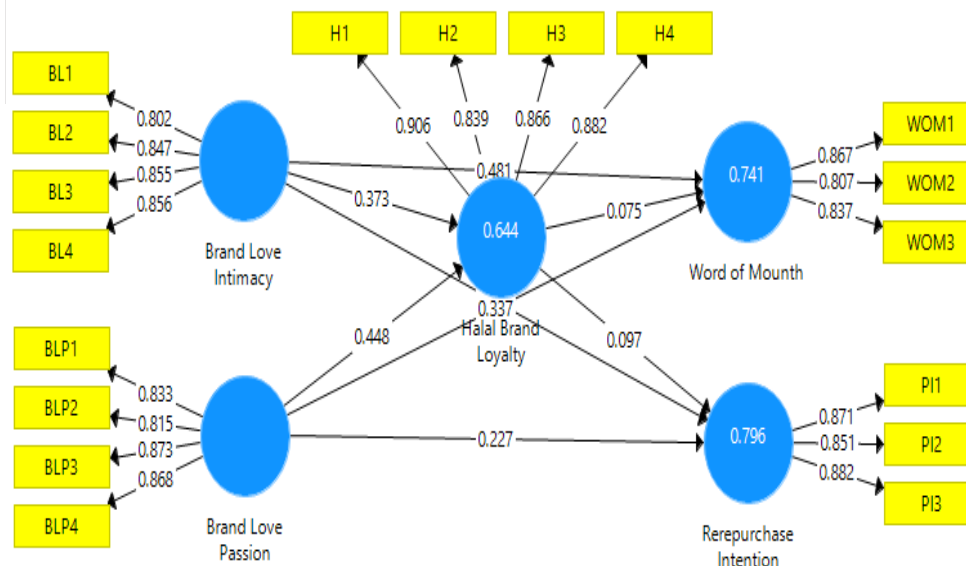 H1
H2
H3
H4
BL1
BL2
BL3
BL4
0.802
0.847
0.855
0.856
0.906
0.839
0.866
0.882
WOM1
WOM2
WOM3
0.867
0.807
0.837
0.741
0.481
0.373
0.075
0.644
Brand Love
Intimacy
Word of Mounth
0.337
Halal Brand
Loyalty
0.448
0.097
BLP1
BLP2
BLP3
BLP4
0.833
0.815
0.873
0.868
0.227
0.796
PI1
PI2
PI3
0.871
0.851
0.882
Brand Love
Passion
Rerepurchase
Intention